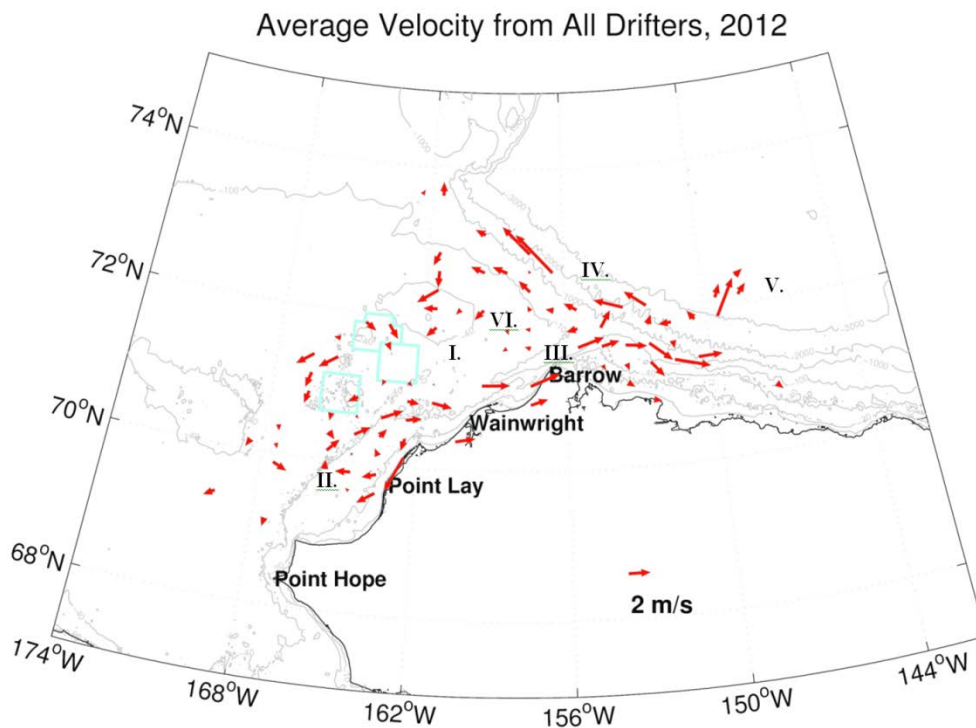 Average Velocity from All Drifters, 2012
74°N
72°N
70°N
68°N
IV.
V.
VI.
I.
III.
Barrow
Wainwright
II.
Point Lay
Point Hope
2 m/s
174°W
168°W
162°W
156°W
150°W
144°W